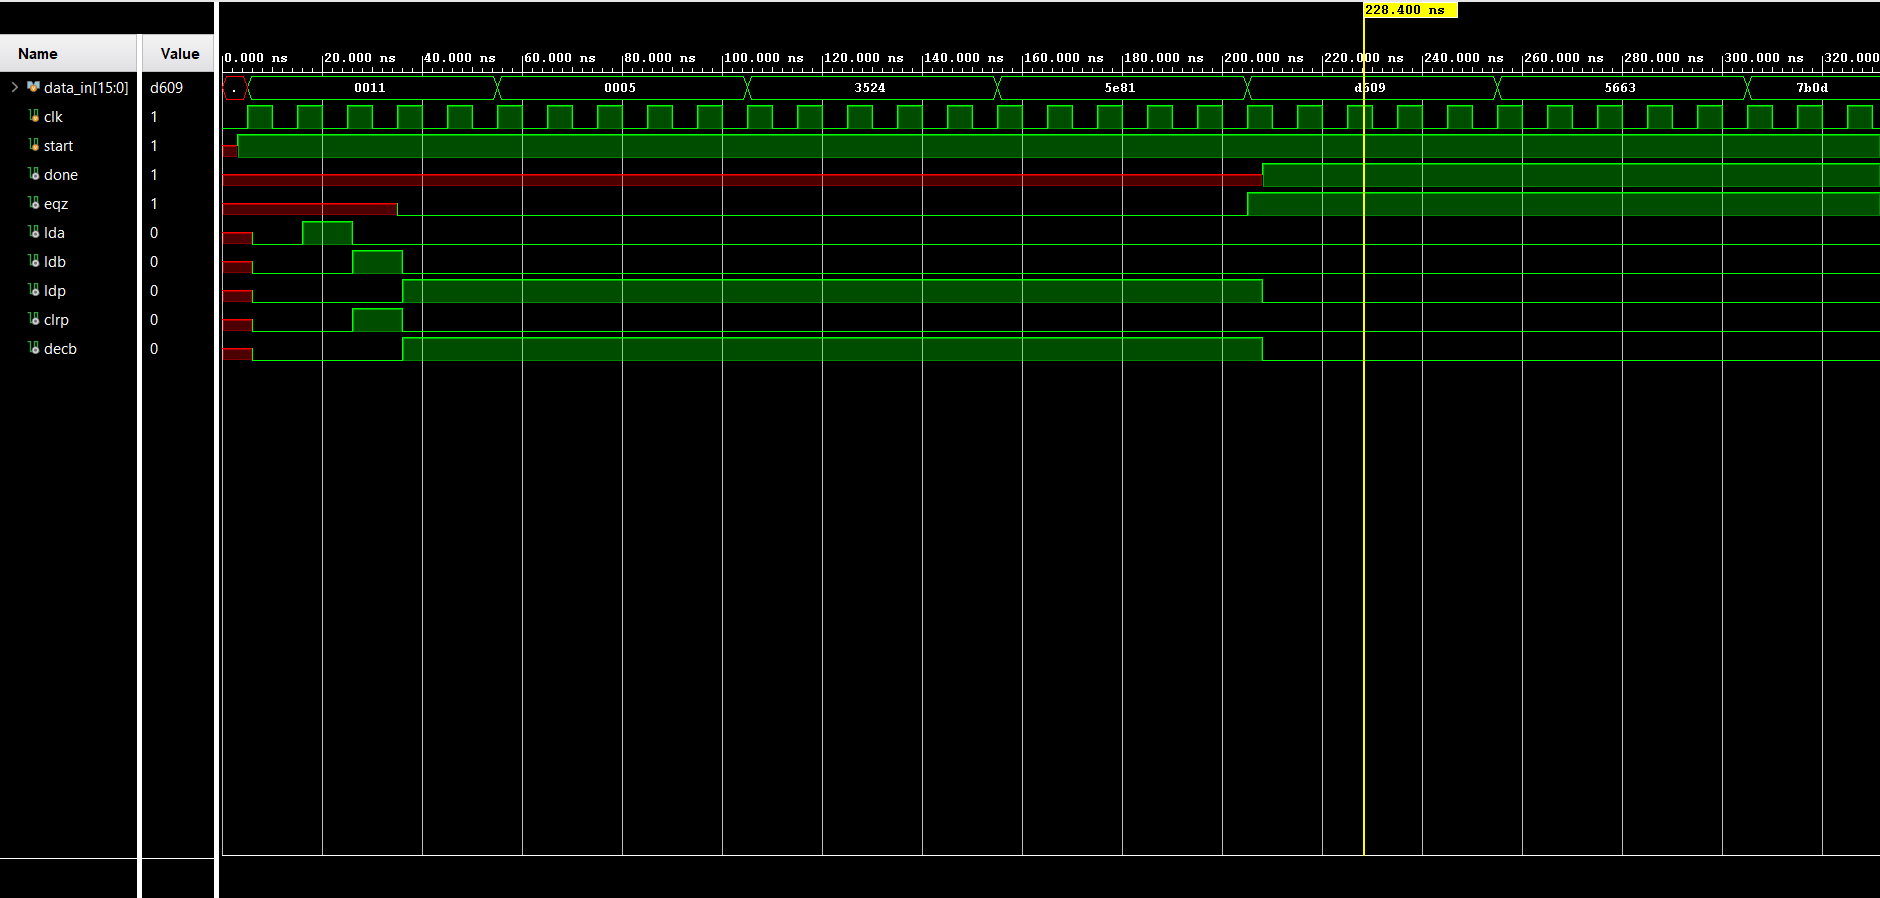 228.400 ns
Name Value
0.000 ns 20.000 ns 40.000 ns 60.000 ns 80.000 ns 100.000 ns 120.000 ns 140.000 ns 160.000 ns 180.000 ns 200.000 ns 220.000 ns 240.000 ns 260.000 ns 280.000 ns 300.000 ns 320.000
data_in[15:0] d609 . 0011 0005 3524 5e81 d609 5663 7b0d
clk 1
start 1
done 1
eqz 1
lda 0
ldb 0
ldp 0
clrp 0
decb 0